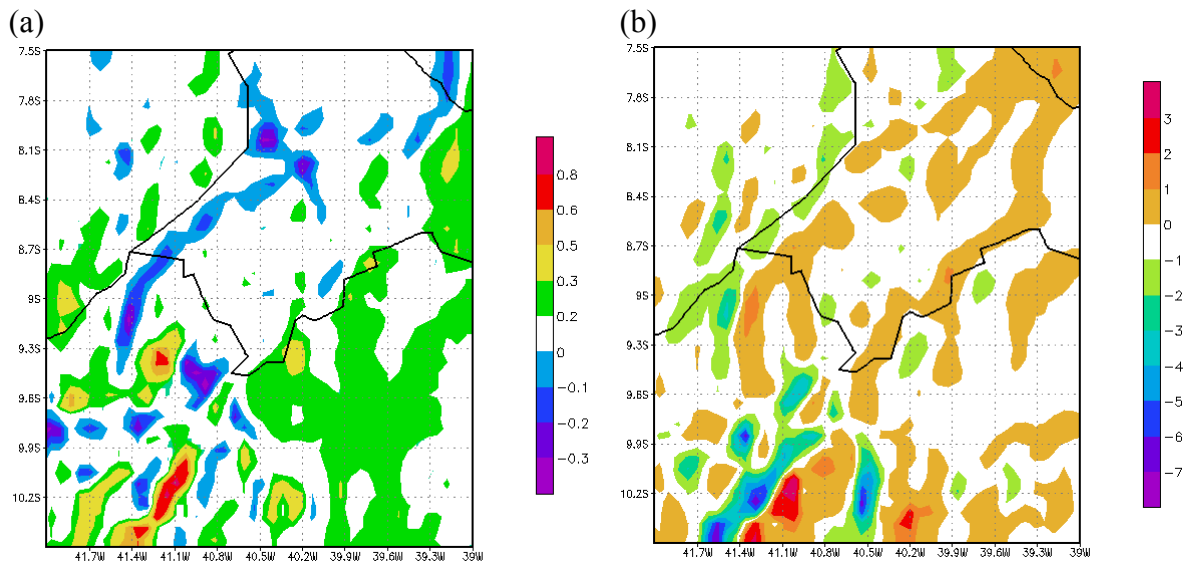 (a)
(b)
7.5S
7.8S
8.1S
8.4S
8.7S
9S
9.3S
9.6S
9.9S
10.2S
41.7W 41.4W 41.1W 40.8W 40.5W 40.2W 39.9W 39.6W 39.3W 39W
0.8
0.6
0.5
0.3
0.2
0
-0.1
-0.2
-0.3
7.5S
7.8S
8.1S
8.4S
8.7S
9S
9.3S
9.6S
9.9S
10.2S
41.7W 41.4W 41.1W 40.8W 40.5W 40.2W 39.9W 39.6W 39.3W 39W
3
2
1
0
-1
-2
-3
-4
-5
-6
-7